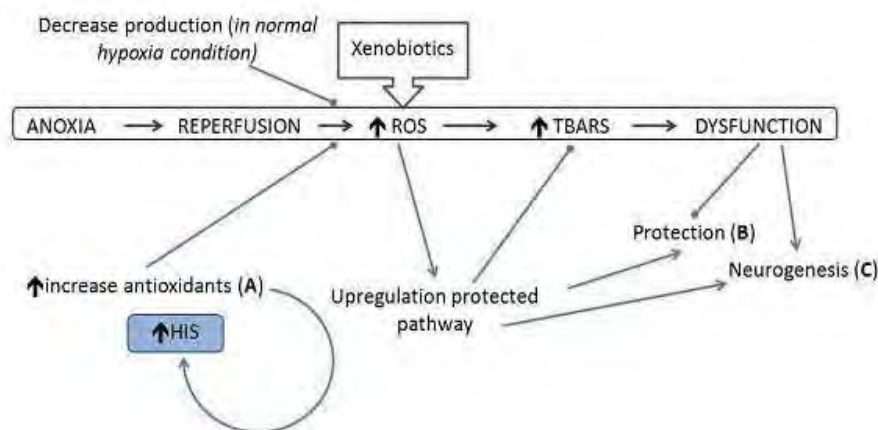 Decrease production (in normal
hypoxia condition)
Xenobiotics
ANOXIA → REPERFUSION → ↑ ROS → ↑ TBARS → DYSFUNCTION
Protection (B)
Neurogenesis (C)
↑increase antioxidants (A)
Upregulation protected
pathway
↑HIS